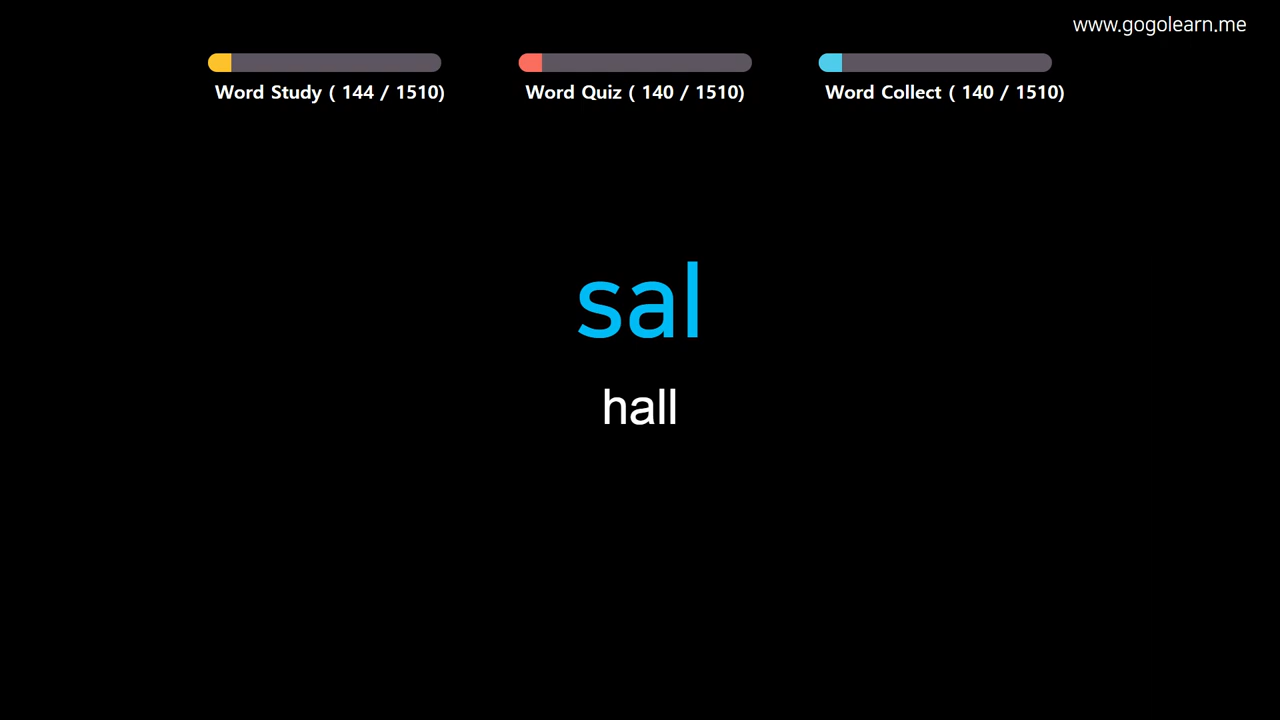 www.gogolearn.me
Word Study ( 144 / 1510)
Word Quiz ( 140 / 1510)
Word Collect ( 140 / 1510)
sal
hall